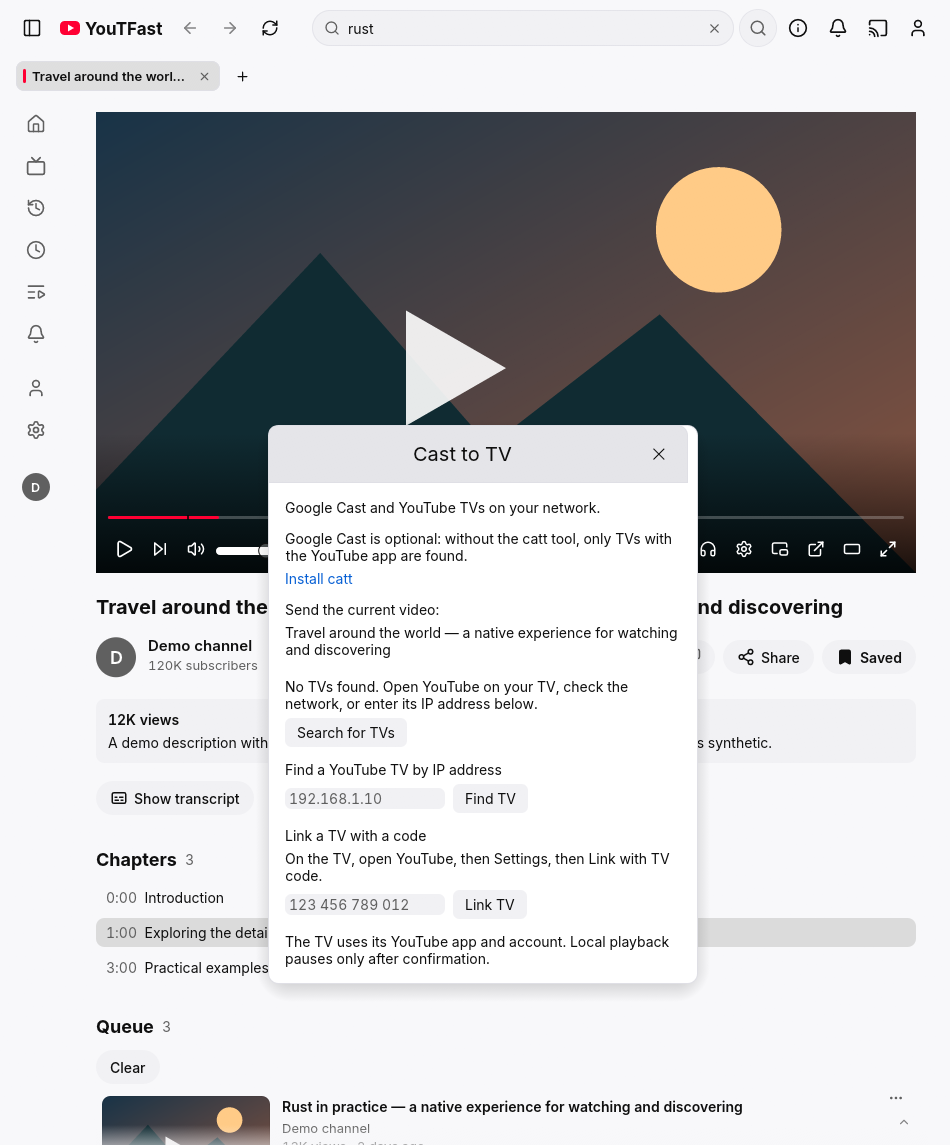 YouTFast
rust
Travel around the worl...
D
Cast to TV
Google Cast and YouTube TVs on your network.
Google Cast is optional: without the catt tool, only TVs with
the YouTube app are found.
Install catt
Send the current video:
Travel around the world — a native experience for watching
and discovering
No TVs found. Open YouTube on your TV, check the
network, or enter its IP address below.
Search for TVs
Find a YouTube TV by IP address
192.168.1.10
Find TV
Link a TV with a code
On the TV, open YouTube, then Settings, then Link with TV
code.
123 456 789 012
Link TV
The TV uses its YouTube app and account. Local playback
pauses only after confirmation.
Travel around the nd discovering
D
Demo channel
120K subscribers
Share
Saved
12K views
A demo description with s synthetic.
Show transcript
Chapters 3
0:00 Introduction
1:00 Exploring the detai
3:00 Practical examples
Queue 3
Clear
Rust in practice — a native experience for watching and discovering
Demo channel